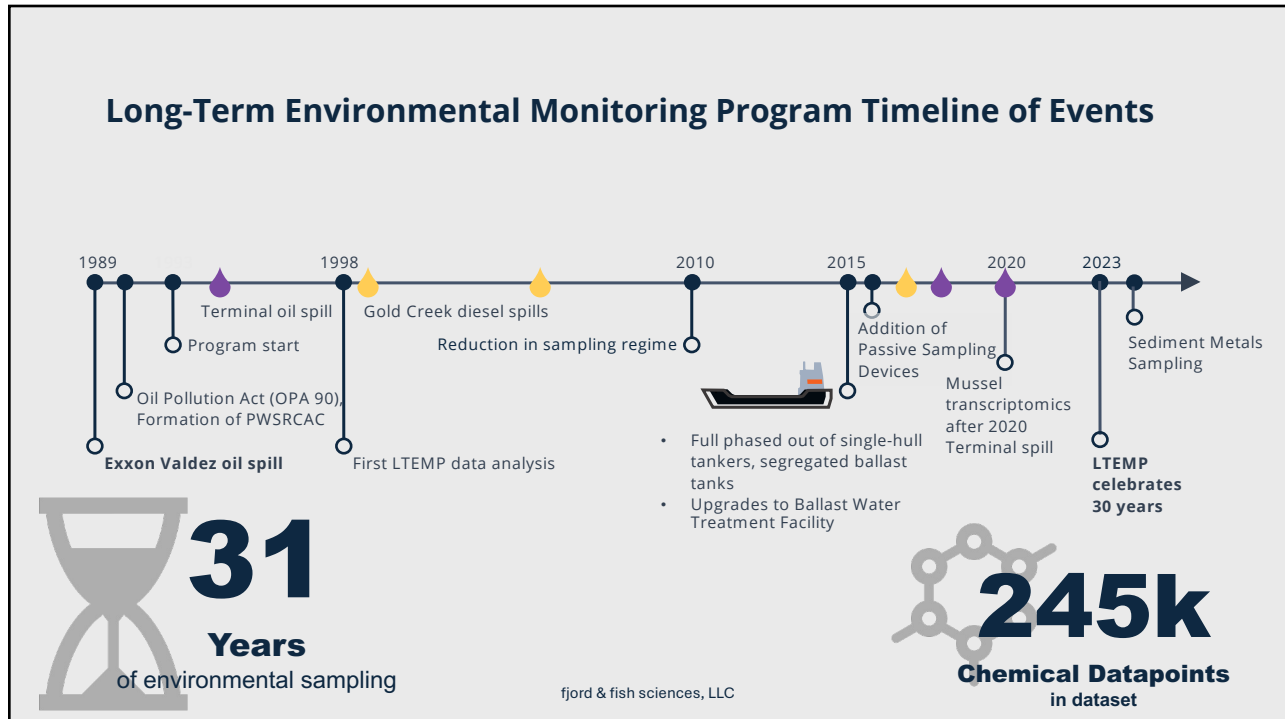 Long-Term Environmental Monitoring Program Timeline of Events
1989
1998
2010
2015
2020
2023
Terminal oil spill
Gold Creek diesel spills
Program start
Reduction in sampling regime
Addition of
Passive Sampling
Devices
Sediment Metals
Sampling
Oil Pollution Act (OPA 90),
Formation of PWSRCAC
Mussel
transcriptomics
after 2020
Terminal spill
Exxon Valdez oil spill
First LTEMP data analysis
• Full phased out of single-hull
tankers, segregated ballast
tanks
• Upgrades to Ballast Water
Treatment Facility
LTEMP
celebrates
30 years
31
Years
of environmental sampling
245k
Chemical Datapoints
in dataset
fjord & fish sciences, LLC